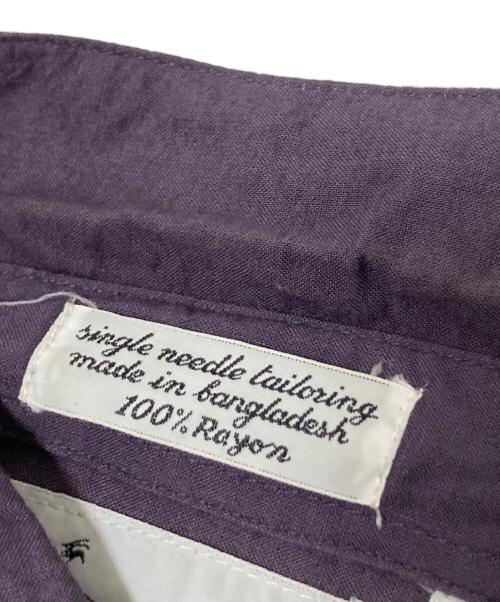 single needle tailoring
made in bangladesh
100% Rayon